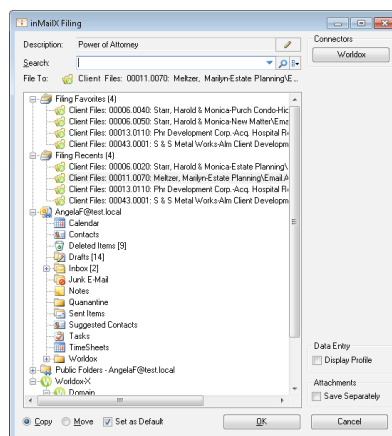 inMailX Filing
Description: Power of Attorney
Search:
File To: Client Files: 00011.0070: Meltzer, Marilyn-Estate Planning\E...
Filing Favorites (4)
Client Files: 00006.0040: Starr, Harold & Monica-Purch Condo-Hic
Client Files: 00006.0050: Starr, Harold & Monica-New Matter\Ema
Client Files: 00013.0110: Phr Development Corp.-Acq. Hospital Re
Client Files: 00043.0001: S & S Metal Works-Alm Client Developm
Filing Recents (4)
Client Files: 00006.0020: Starr, Harold & Monica-Estate Planning\
Client Files: 00011.0070: Meltzer, Marilyn-Estate Planning\Email.A
Client Files: 00013.0110: Phr Development Corp. -Acq. Hospital Re
Client Files: 00043.0001: S & S Metal Works-Alm Client Developm
AngelaF@test.local
Calendar
Contacts
Deleted Items [9]
Drafts [14]
Inbox [2]
Junk E-Mail
Notes
Quarantine
Sent Items
Suggested Contacts
Tasks
TimeSheets
Worldox
Public Folders - AngelaF@test.local
Worldox-X
Domain
Copy Move Set as Default OK
Connectors
Worldox
Data Entry
Display Profile
Attachments
Save Separately
Cancel